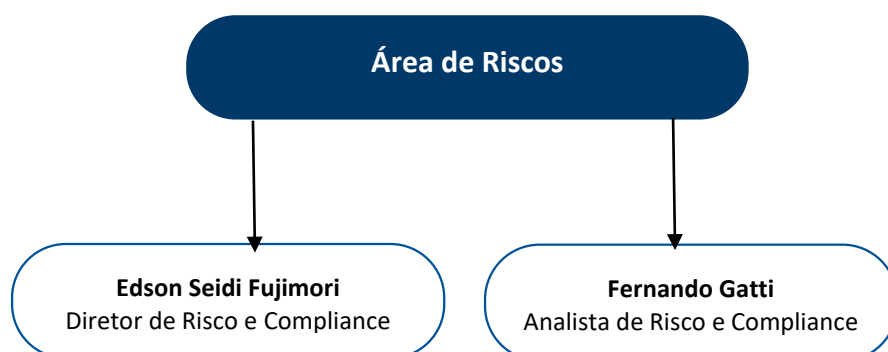 Área de Riscos
Edson Seidi Fujimori
Diretor de Risco e Compliance
Fernando Gatti
Analista de Risco e Compliance